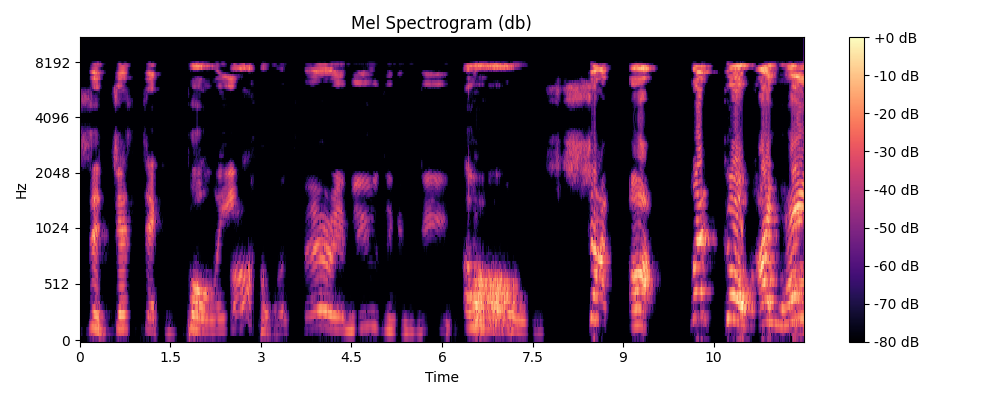 Mel Spectrogram (db)
Hz
8192
4096
2048
1024
512
0
0 1.5 3 4.5 6 7.5 9 10
Time
+0 dB
-10 dB
-20 dB
-30 dB
-40 dB
-50 dB
-60 dB
-70 dB
-80 dB